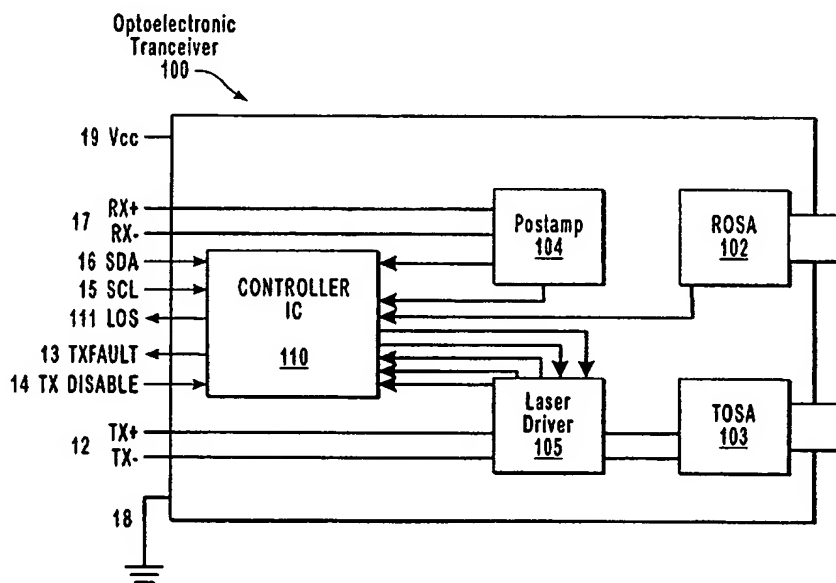 Optoelectronic
Tranceiver
100
19 Vcc
17
RX+
RX-
16 SDA
15 SCL
111 LOS
13 TXFAULT
14 TX DISABLE
12
TX+
TX-
18
CONTROLLER
IC
110
Postamp
104
ROSA
102
Laser
Driver
105
TOSA
103